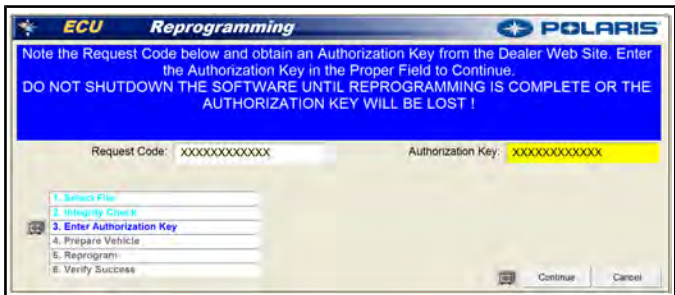 ECU Reprogramming
POLARIS
Note the Request Code below and obtain an Authorization Key from the Dealer Web Site. Enter
the Authorization Key in the Proper Field to Continue.
DO NOT SHUTDOWN THE SOFTWARE UNTIL REPROGRAMMING IS COMPLETE OR THE
AUTHORIZATION KEY WILL BE LOST !
Request Code: XXXXXXXXXXXX Authorization Key: XXXXXXXXXXXX
1. Select File
2. Integrity Check
3. Enter Authorization Key
4. Prepare Vehicle
5. Reprogram
6. Verify Success
Continue Cancel